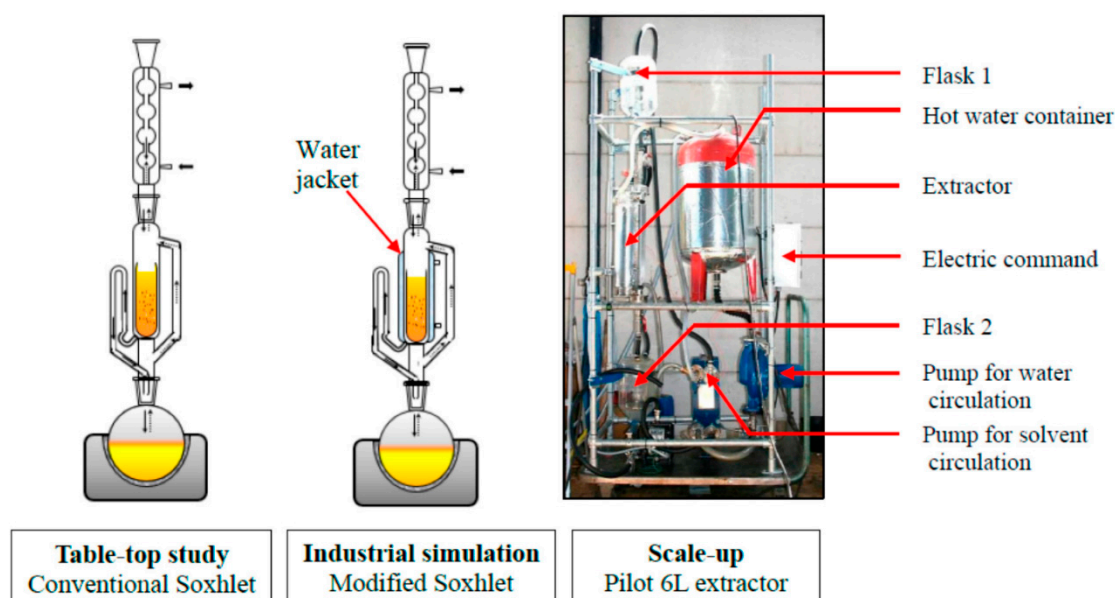 Water
jacket
Flask 1
Hot water container
Extractor
Electric command
Flask 2
Pump for water
circulation
Pump for solvent
circulation
Table-top study
Conventional Soxhlet
Industrial simulation
Modified Soxhlet
Scale-up
Pilot 6L extractor